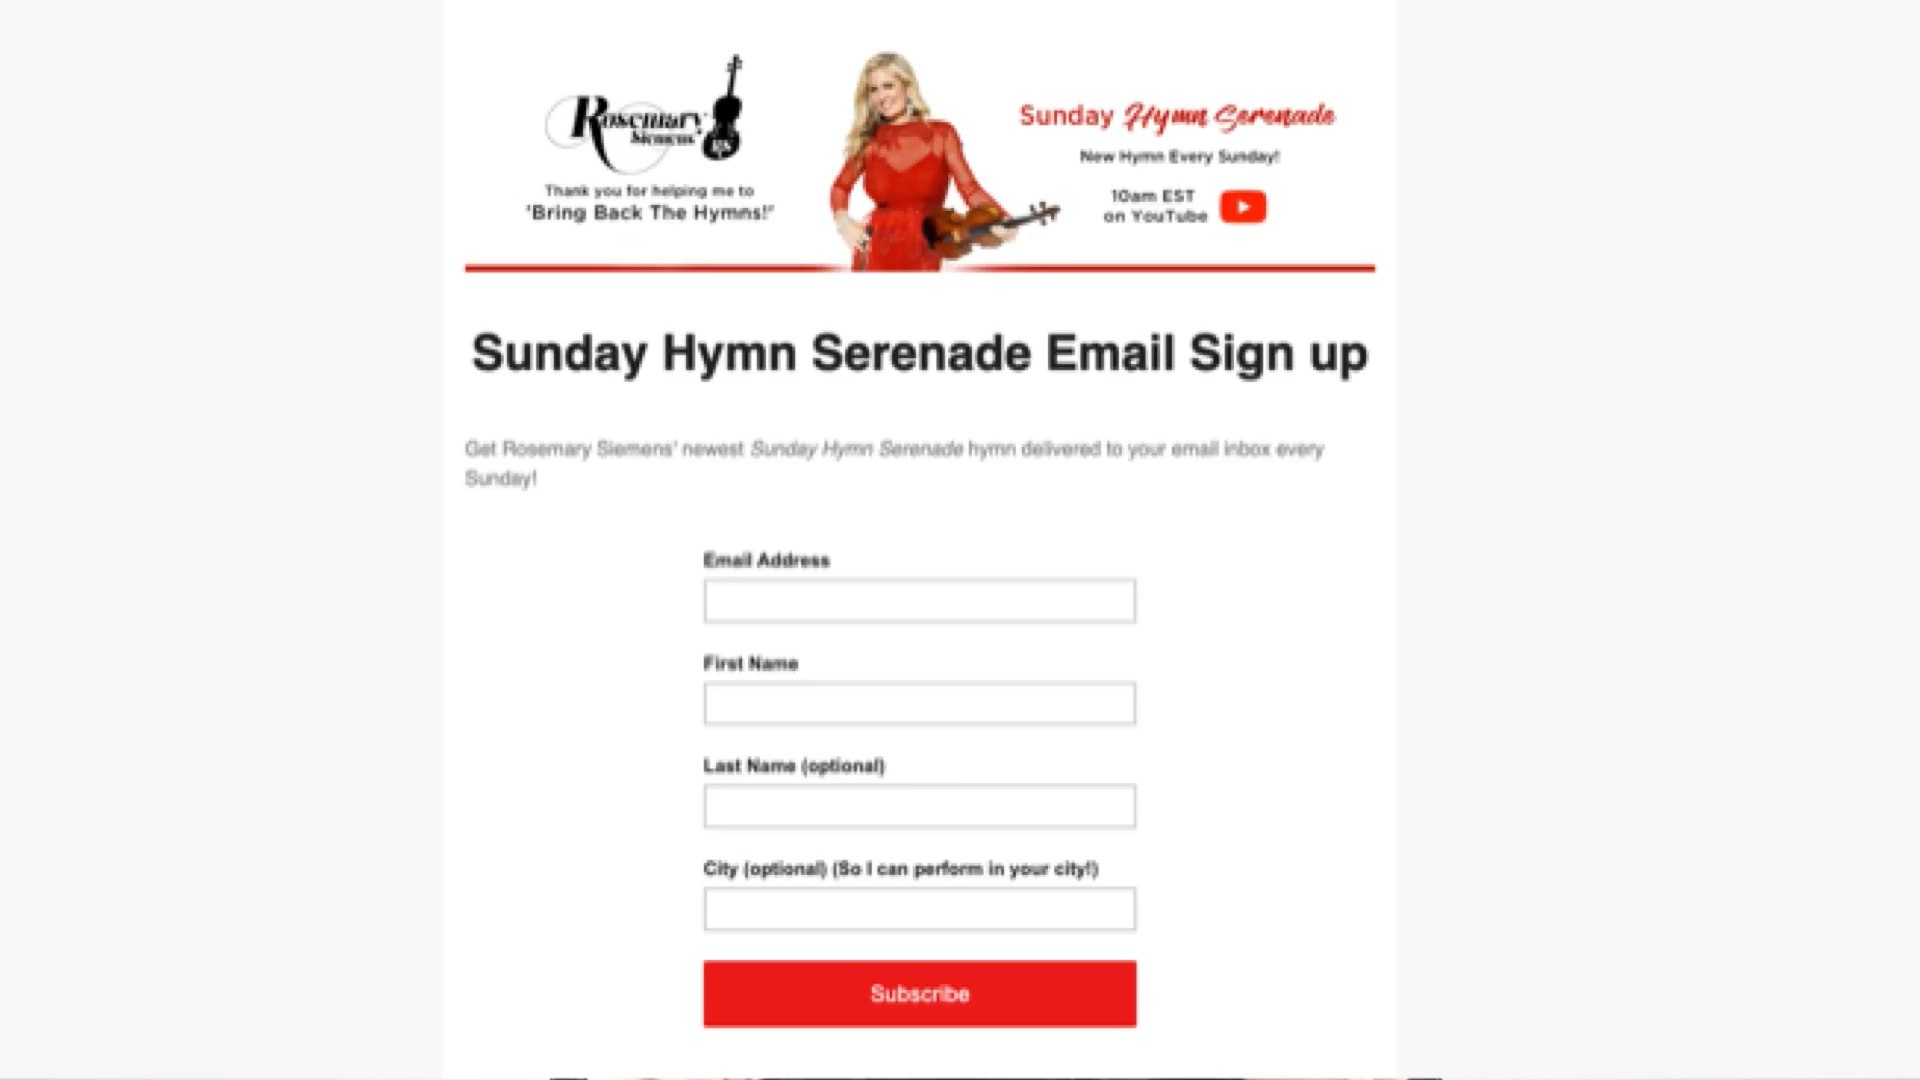 Rosemary
Siemens
RS
Thank you for helping me to
'Bring Back The Hymns!'
Sunday Hymn Serenade
New Hymn Every Sunday!
10am EST
on YouTube
Sunday Hymn Serenade Email Sign up
Get Rosemary Siemens' newest Sunday Hymn Serenade hymn delivered to your email inbox every
Sunday!
Email Address
First Name
Last Name (optional)
City (optional) (So I can perform in your city!)
Subscribe